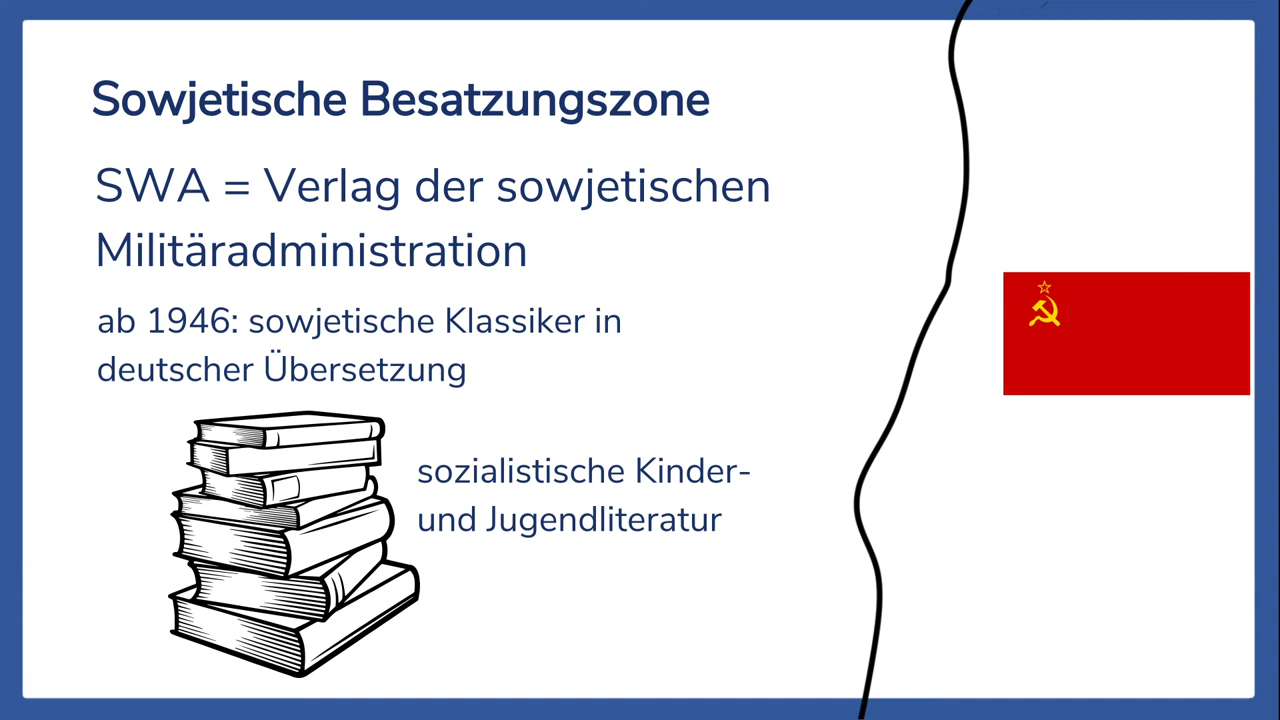 Sowjetische Besatzungszone
SWA = Verlag der sowjetischen
Militäradministration
ab 1946: sowjetische Klassiker in
deutscher Übersetzung
sozialistische Kinder-
und Jugendliteratur